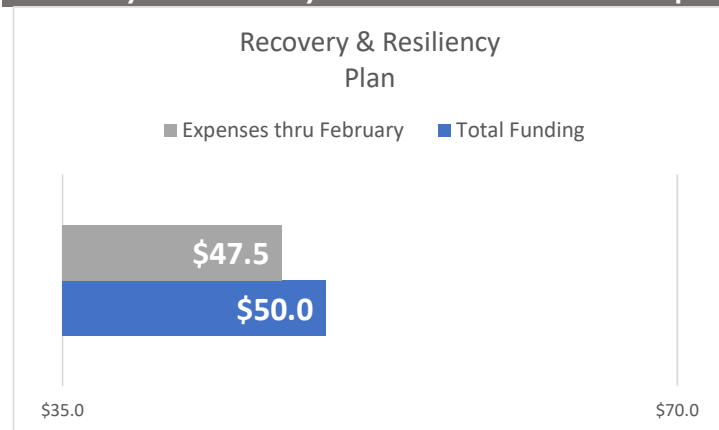 Recovery & Resiliency
Plan
Expenses thru February Total Funding
$47.5
$50.0
$35.0 $70.0